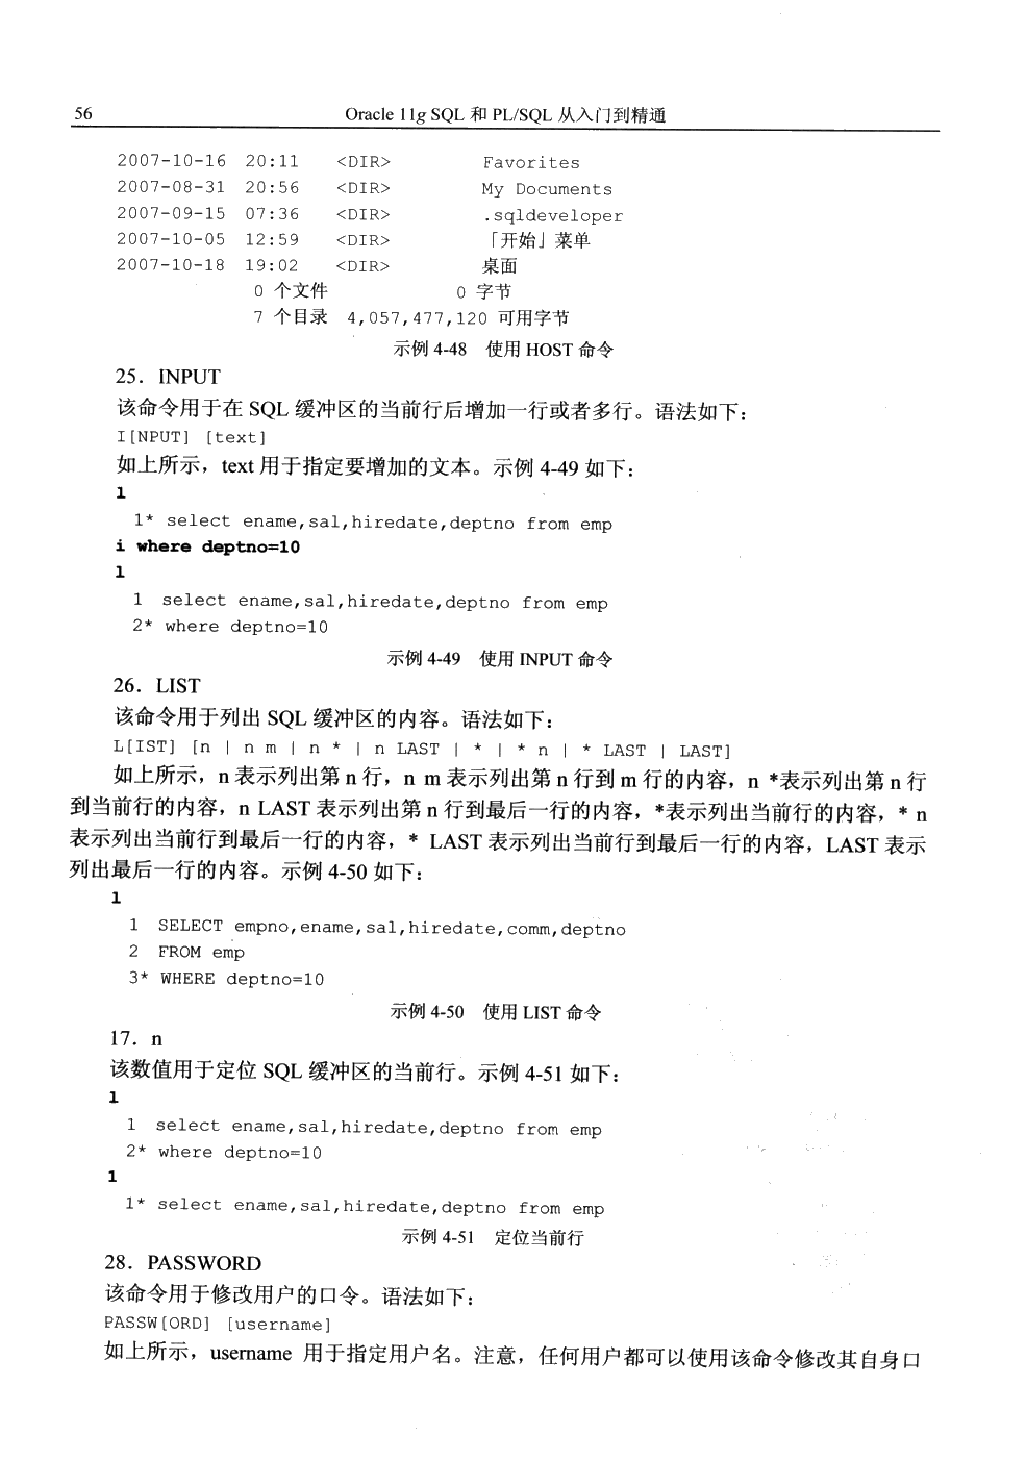 56 Oracle 11g SQL 和 PL/SQL 从入门到精通
2007-10-16 20:11 <DIR> Favorites
2007-08-31 20:56 <DIR> My Documents
2007-09-15 07:36 <DIR> .sqldeveloper
2007-10-05 12:59 <DIR> 「开始」菜单
2007-10-18 19:02 <DIR> 桌面
0 个文件 0 字节
7 个目录 4,057,477,120 可用字节
示例 4-48 使用 HOST 命令
25．INPUT
该命令用于在 SQL 缓冲区的当前行后增加一行或者多行。语法如下：
I[NPUT] [text]
如上所示，text 用于指定要增加的文本。示例 4-49 如下：
l
1* select ename,sal,hiredate,deptno from emp
i where deptno=10
l
1 select ename,sal,hiredate,deptno from emp
2* where deptno=10
示例 4-49 使用 INPUT 命令
26．LIST
该命令用于列出 SQL 缓冲区的内容。语法如下：
L[IST] [n | n m | n * | n LAST | * | * n | * LAST | LAST]
如上所示，n 表示列出第 n 行，n m 表示列出第 n 行到 m 行的内容，n *表示列出第 n 行
到当前行的内容，n LAST 表示列出第 n 行到最后一行的内容，*表示列出当前行的内容，* n
表示列出当前行到最后一行的内容，* LAST 表示列出当前行到最后一行的内容，LAST 表示
列出最后一行的内容。示例 4-50 如下：
l
1 SELECT empno,ename,sal,hiredate,comm,deptno
2 FROM emp
3* WHERE deptno=10
示例 4-50 使用 LIST 命令
17．n
该数值用于定位 SQL 缓冲区的当前行。示例 4-51 如下：
l
1 select ename,sal,hiredate,deptno from emp
2* where deptno=10
1
1* select ename,sal,hiredate,deptno from emp
示例 4-51 定位当前行
28．PASSWORD
该命令用于修改用户的口令。语法如下：
PASSW[ORD] [username]
如上所示，username 用于指定用户名。注意，任何用户都可以使用该命令修改其自身口